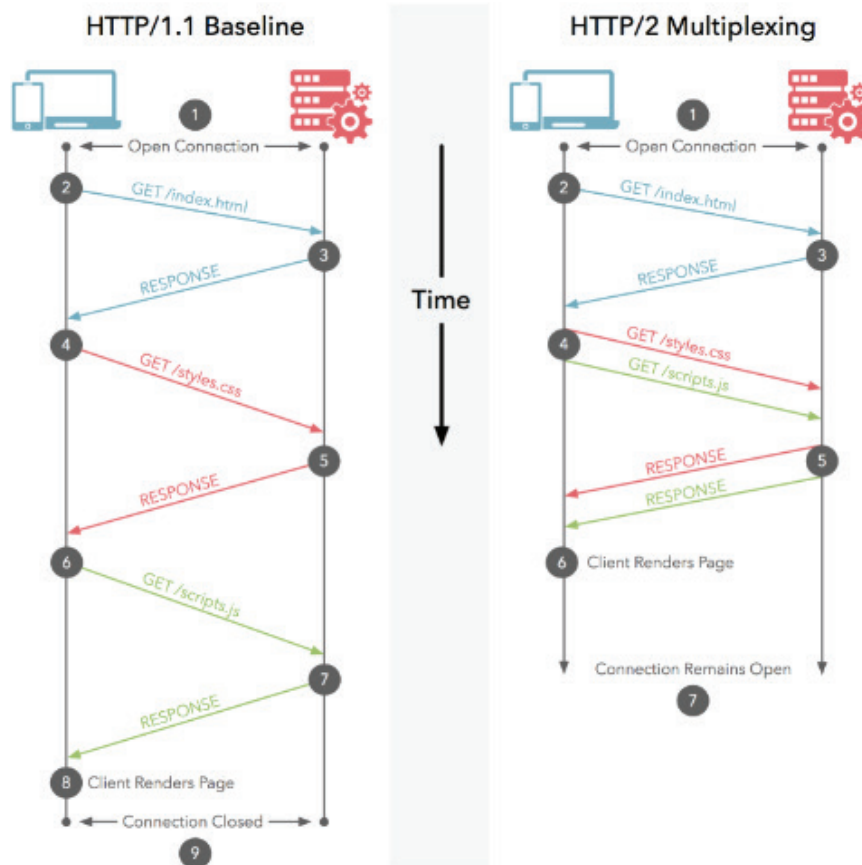 HTTP/1.1 Baseline
1
Open Connection
2
GET /index.html
3
RESPONSE
4
GET /styles.css
5
RESPONSE
6
GET /scripts.js
7
RESPONSE
8 Client Renders Page
Connection Closed
9
Time
HTTP/2 Multiplexing
1
Open Connection
2
GET /index.html
3
RESPONSE
4
GET /styles.css
GET /scripts.js
5
RESPONSE
RESPONSE
6 Client Renders Page
Connection Remains Open
7